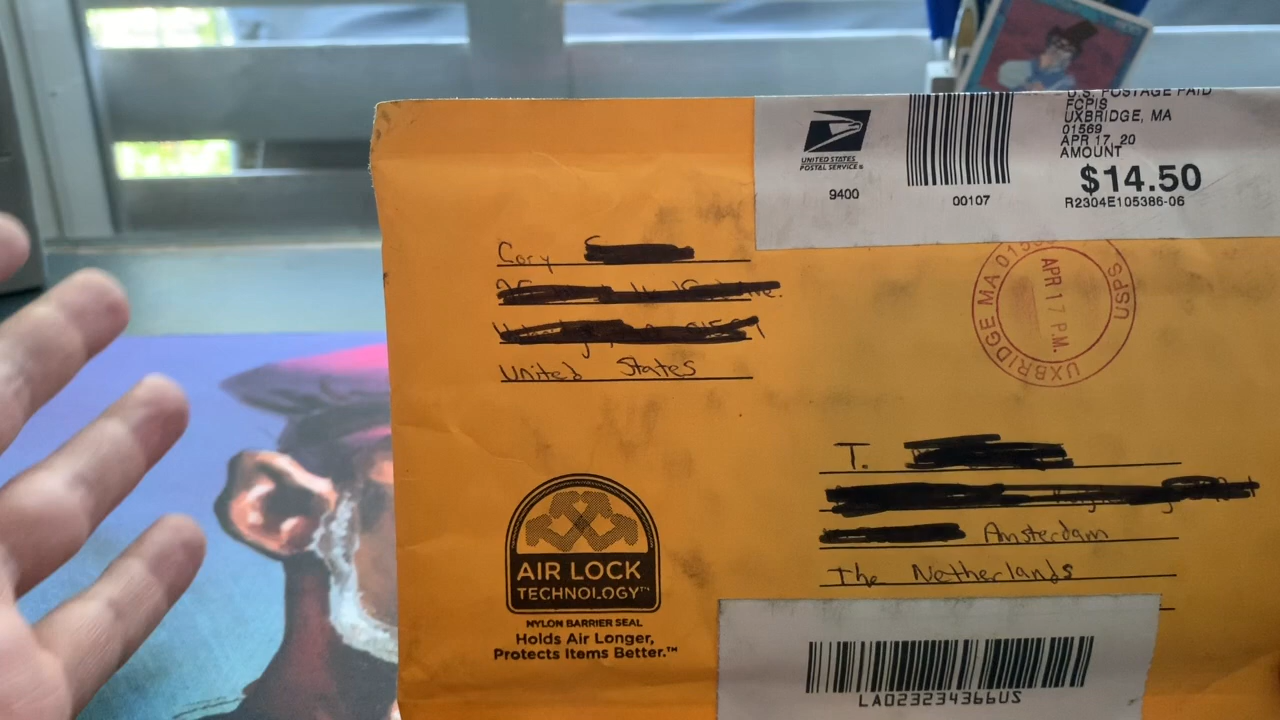 U.S. POSTAGE PAID
FCPIS
UXBRIDGE, MA
01569
APR 17, 20
AMOUNT
$14.50
R2304E105386-06
UNITED STATES
POSTAL SERVICE®
9400
00107
UXBRIDGE MA
USPS
APR 17 P.M.
Cory
United States
T.
Amsterdam
The Netherlands
AIR LOCK
TECHNOLOGY™
NYLON BARRIER SEAL
Holds Air Longer,
Protects Items Better.™
LA023234366US